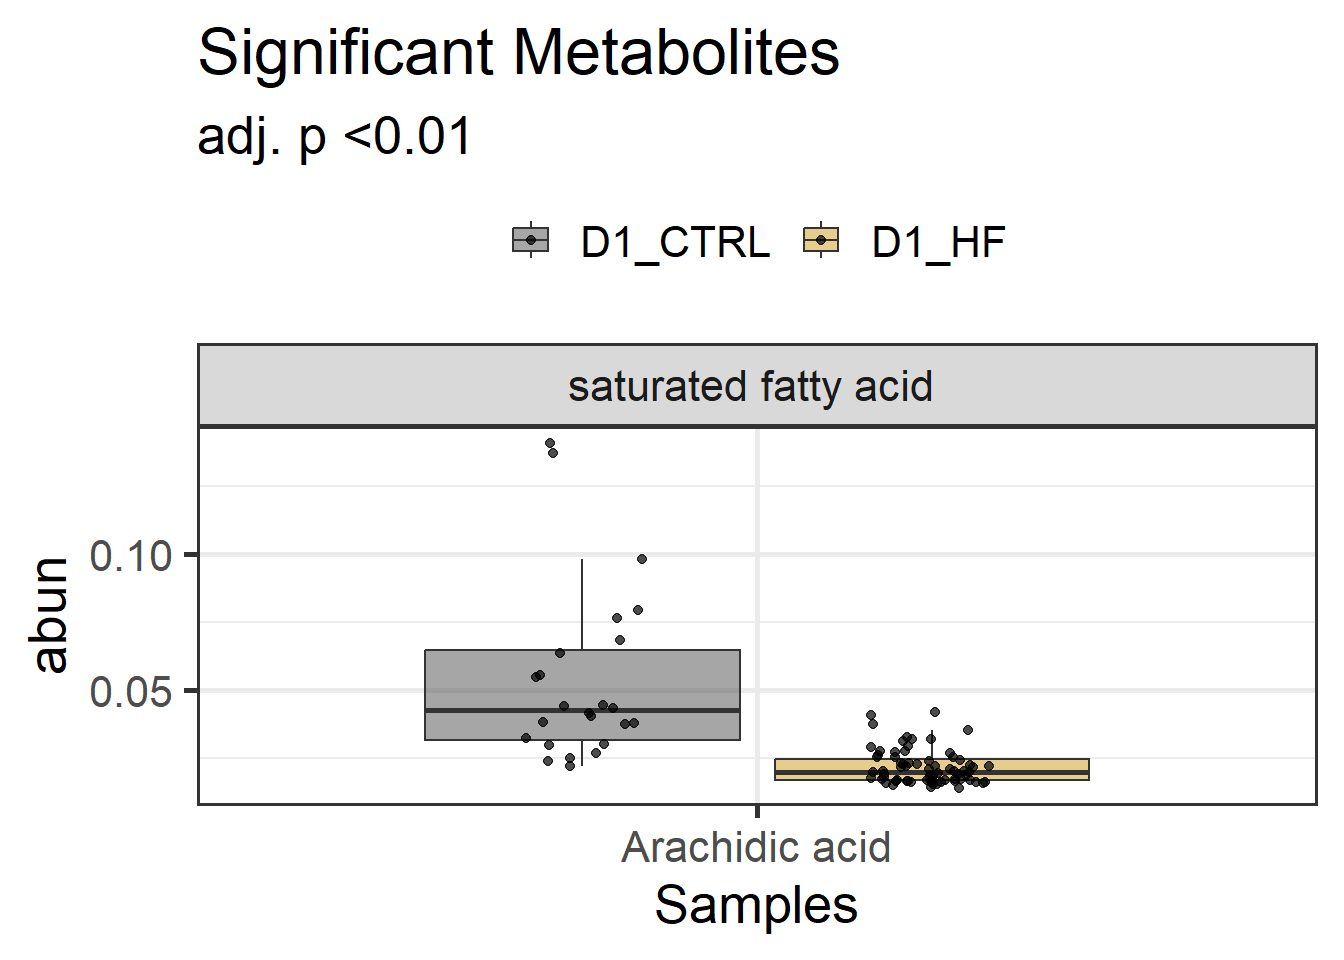 Significant Metabolites
adj. p <0.01
D1_CTRL D1_HF
saturated fatty acid
0.10
0.05
abun
Arachidic acid
Samples